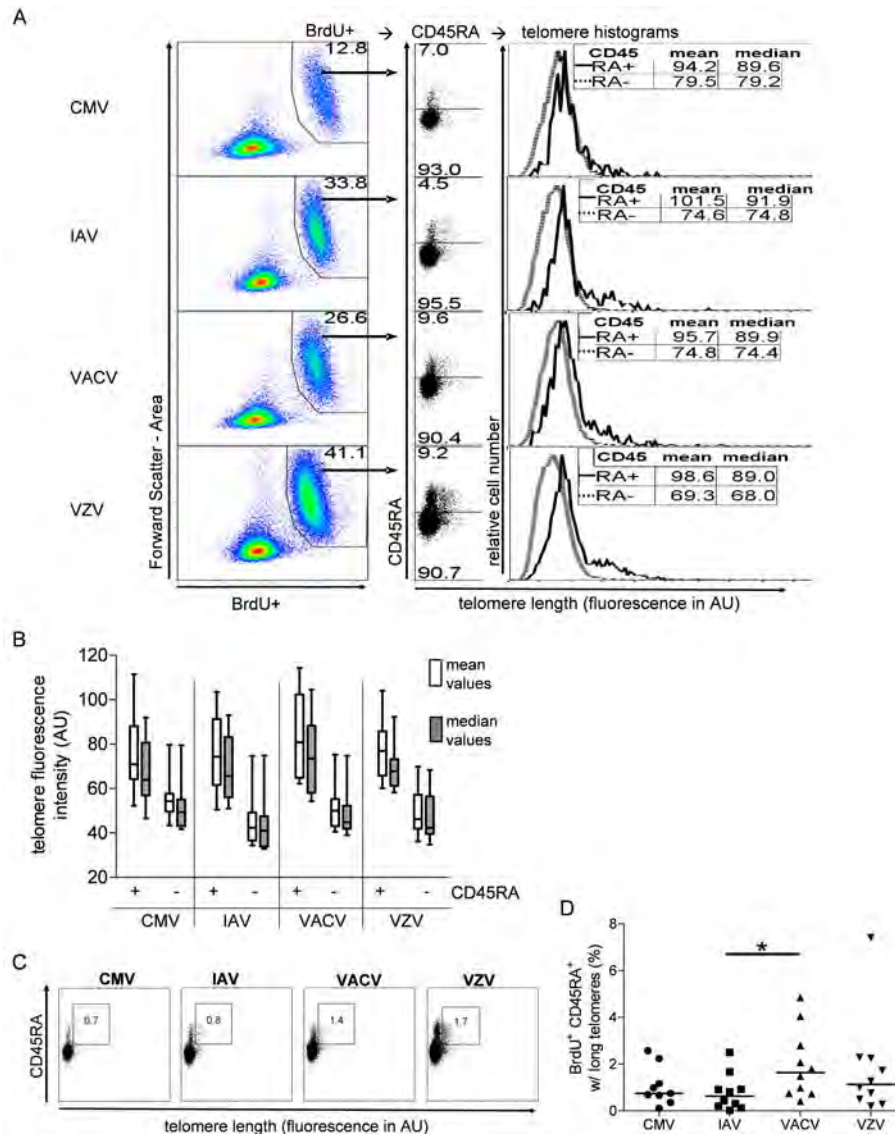 A
BrdU+ → CD45RA → telomere histograms
CMV
12.8
7.0
93.0
CD45 mean median
RA+ 94.2 89.6
RA- 79.5 79.2
IAV
33.8
4.5
95.5
CD45 mean median
RA+ 101.5 91.9
RA- 74.6 74.8
VACV
26.6
9.6
90.4
CD45 mean median
RA+ 95.7 89.9
RA- 74.8 74.4
VZV
41.1
9.2
90.7
CD45 mean median
RA+ 98.6 89.0
RA- 69.3 68.0
Forward Scatter - Area
CD45RA
relative cell number
BrdU+
telomere length (fluorescence in AU)
B
telomere fluorescence
intensity (AU)
120
100
80
60
40
20
mean
values
median
values
+ - + - + - + - CD45RA
CMV IAV VACV VZV
C
CMV IAV VACV VZV
CD45RA
0.7 0.8 1.4 1.7
telomere length (fluorescence in AU)
D
BrdU+ CD45RA+
w/ long telomeres (%)
8
6
4
2
0
*
CMV IAV VACV VZV